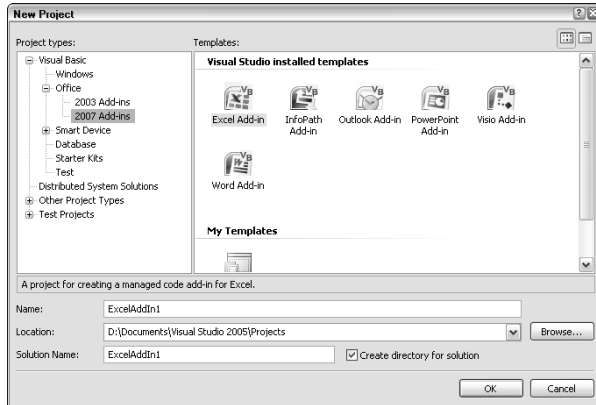 New Project
Project types:
Templates:
Visual Basic
Windows
Office
2003 Add-ins
2007 Add-ins
Smart Device
Database
Starter Kits
Test
Distributed System Solutions
Other Project Types
Test Projects
Visual Studio installed templates
Excel Add-in
InfoPath Add-in
Outlook Add-in
PowerPoint Add-in
Visio Add-in
Word Add-in
My Templates
A project for creating a managed code add-in for Excel.
Name:
ExcelAddIn1
Location:
D:\Documents\Visual Studio 2005\Projects
Browse...
Solution Name:
ExcelAddIn1
Create directory for solution
OK
Cancel